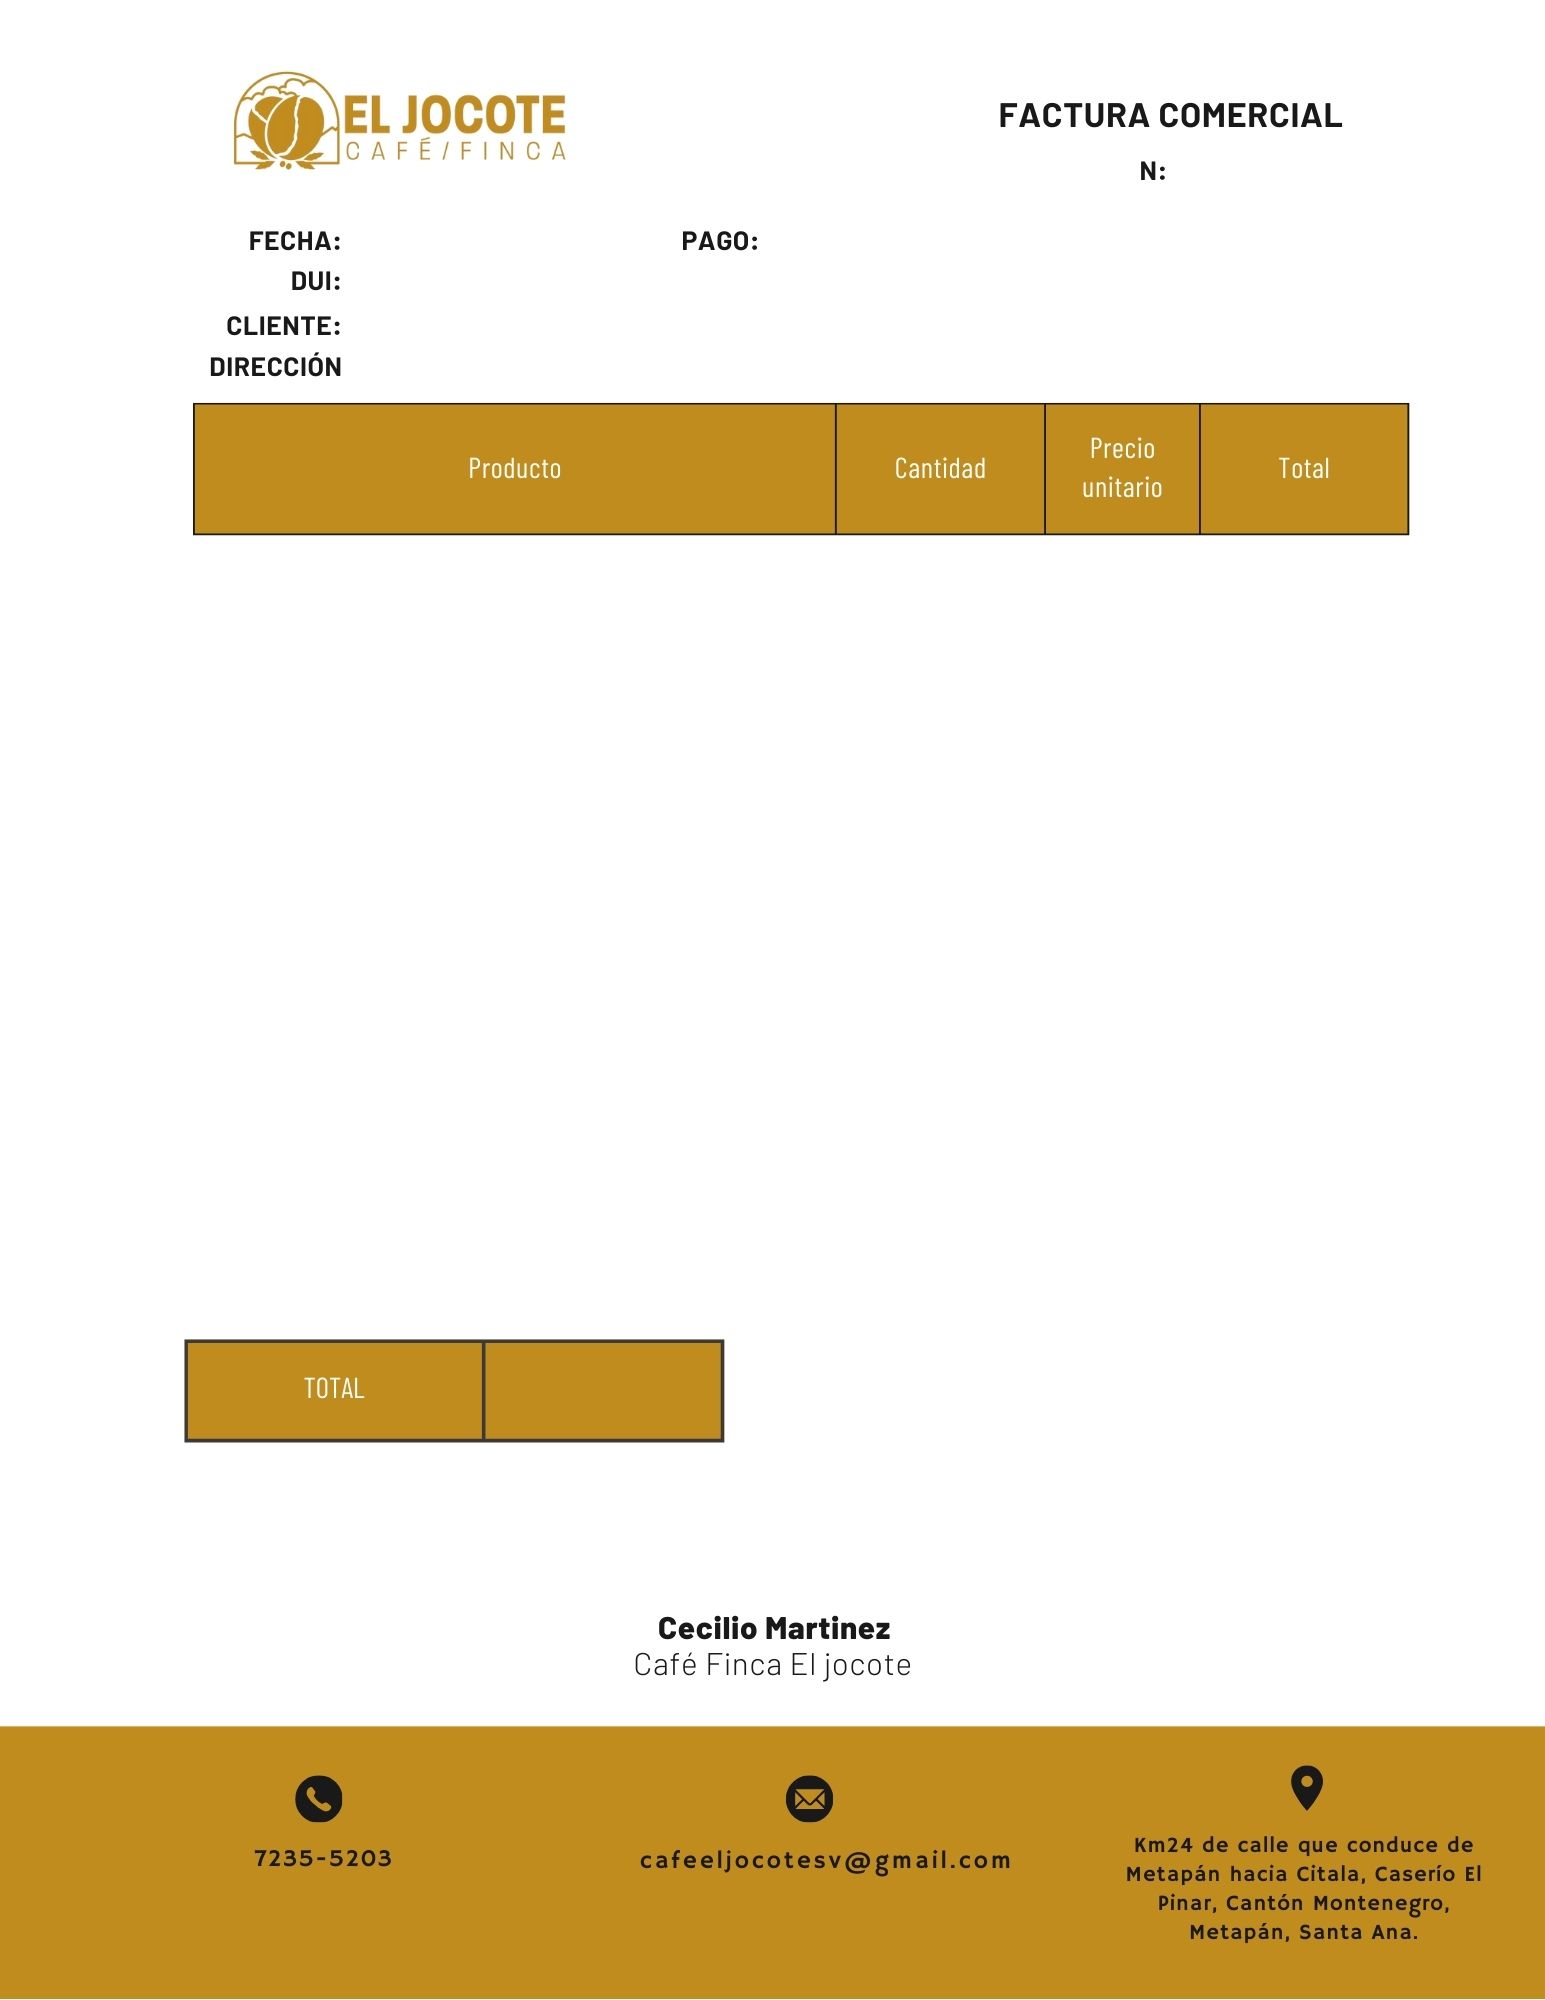 EL JOCOTE
CAFÉ/FINCA
FACTURA COMERCIAL
N:
FECHA:
PAGO:
DUI:
CLIENTE:
DIRECCIÓN
Producto
Cantidad
Precio
unitario
Total
TOTAL
Cecilio Martinez
Café Finca El jocote
7235-5203
cafeeljocotesv@gmail.com
Km24 de calle que conduce de
Metapán hacia Citala, Caserío El
Pinar, Cantón Montenegro,
Metapán, Santa Ana.